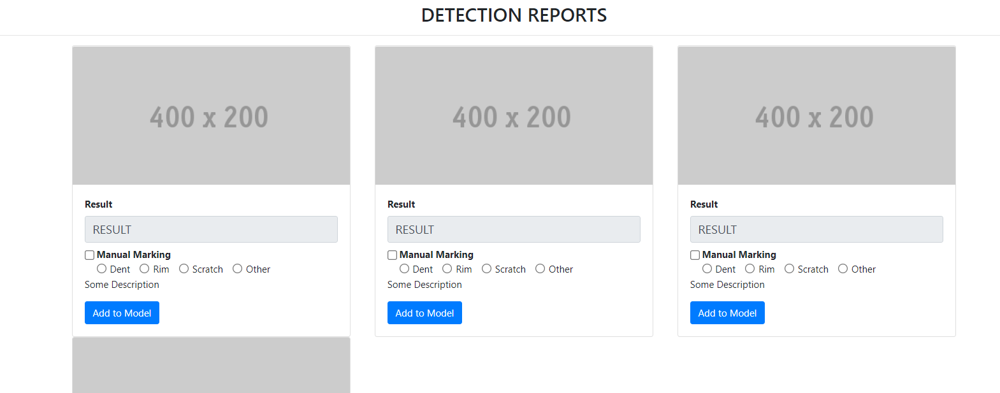 DETECTION REPORTS
400 x 200
400 x 200
400 x 200
Result
RESULT
Manual Marking
Dent Rim Scratch Other
Some Description
Add to Model
Result
RESULT
Manual Marking
Dent Rim Scratch Other
Some Description
Add to Model
Result
RESULT
Manual Marking
Dent Rim Scratch Other
Some Description
Add to Model